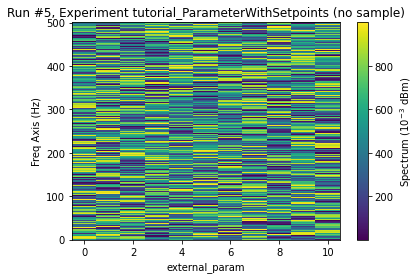 Run #5, Experiment tutorial_ParameterWithSetpoints (no sample)
500
400
300
200
100
0
Freq Axis (Hz)
0 2 4 6 8 10
external_param
800
600
400
200
Spectrum (10⁻³ dBm)